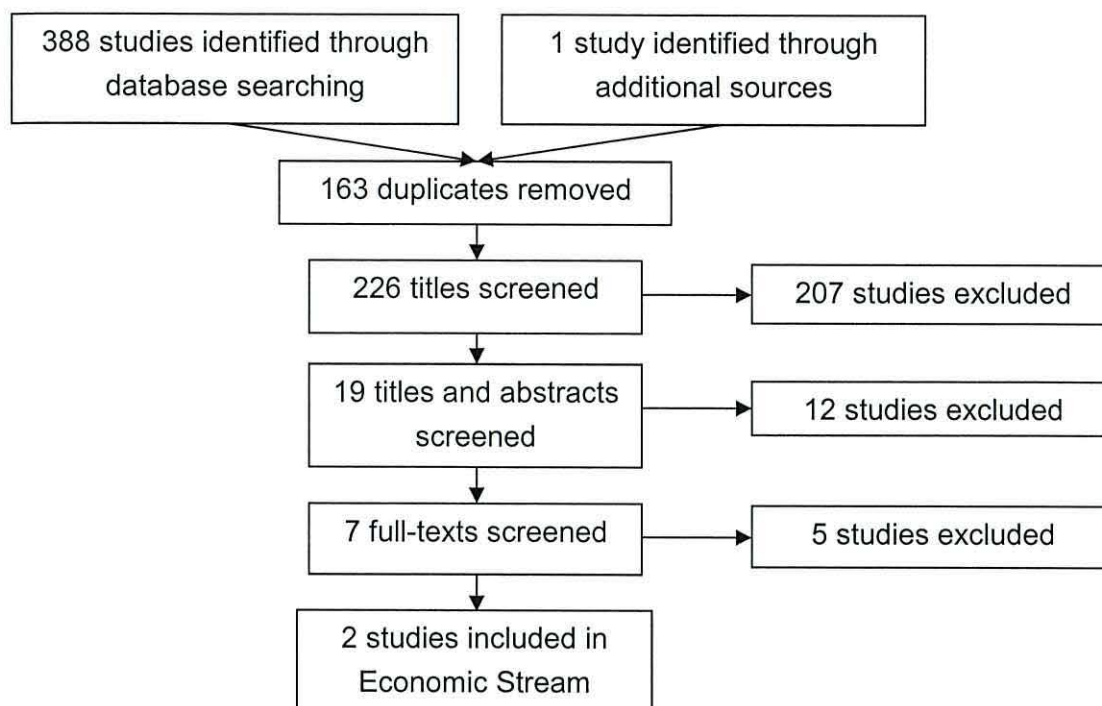 388 studies identified through
database searching
1 study identified through
additional sources
163 duplicates removed
226 titles screened
207 studies excluded
19 titles and abstracts
screened
12 studies excluded
7 full-texts screened
5 studies excluded
2 studies included in
Economic Stream